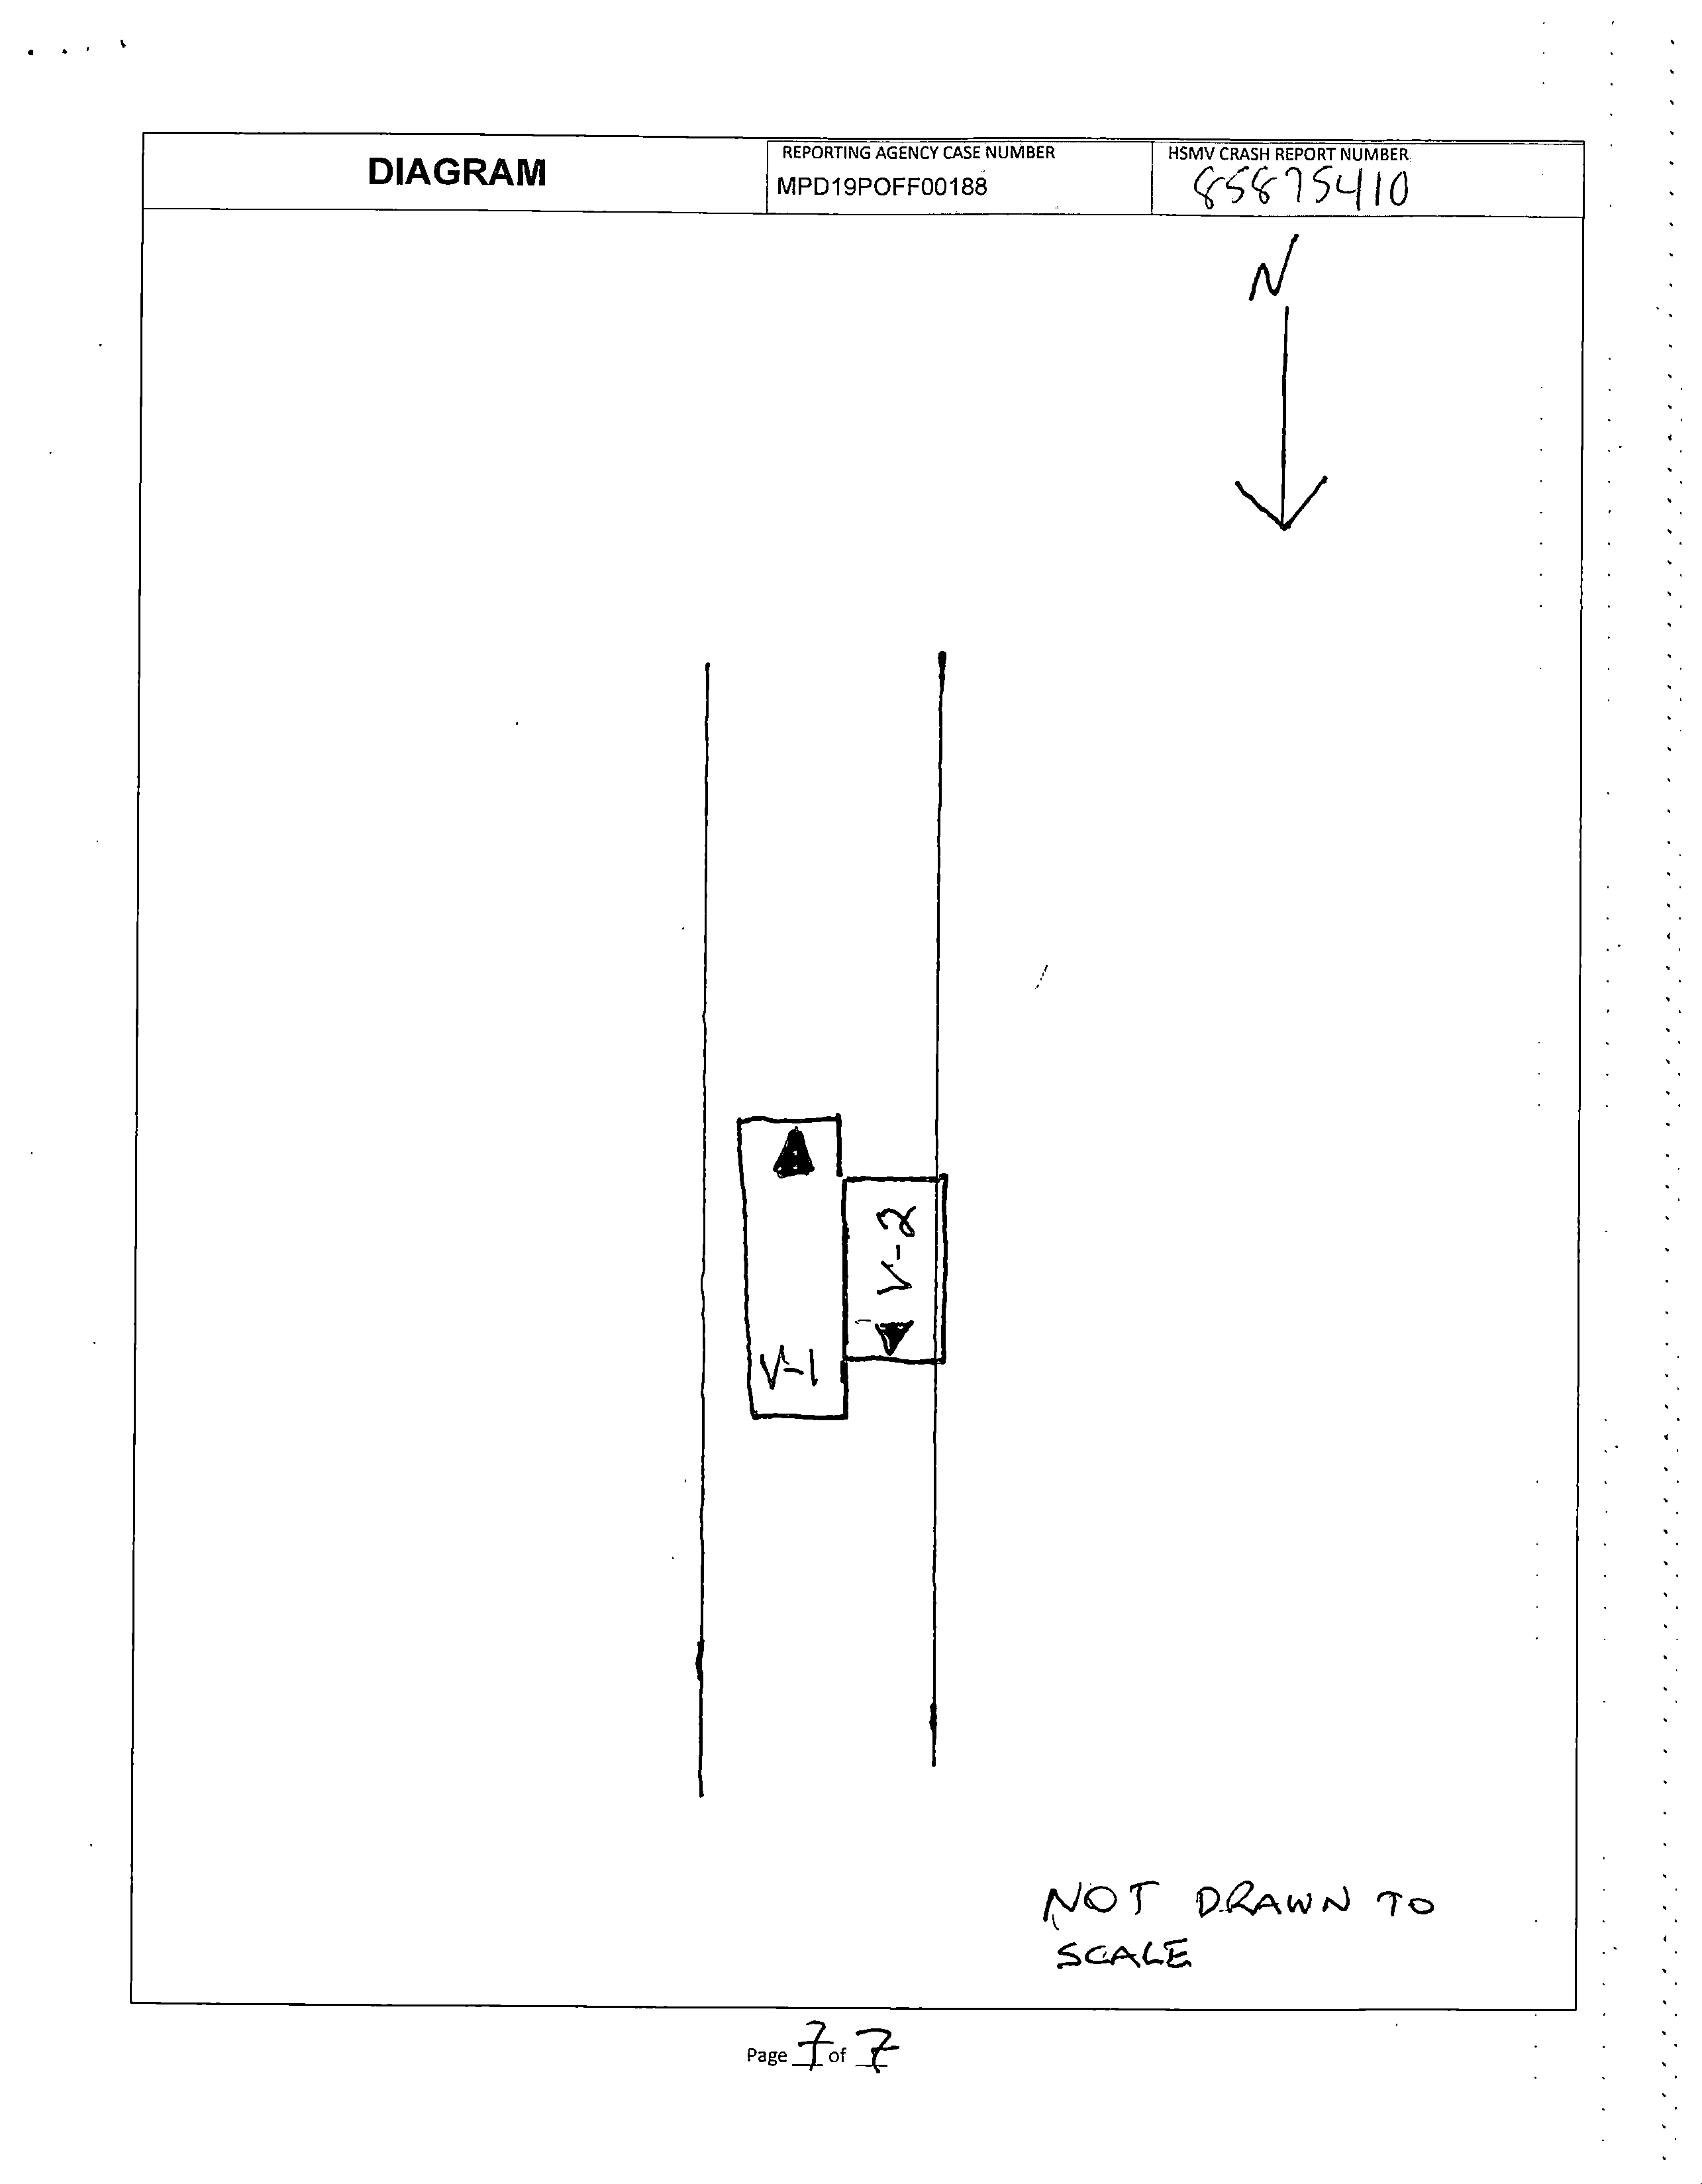 DIAGRAM
REPORTING AGENCY CASE NUMBER
MPD19POFF00188
HSMV CRASH REPORT NUMBER
85875410
N
V-2
V-1
NOT DRAWN TO
SCALE
Page 7 of 7